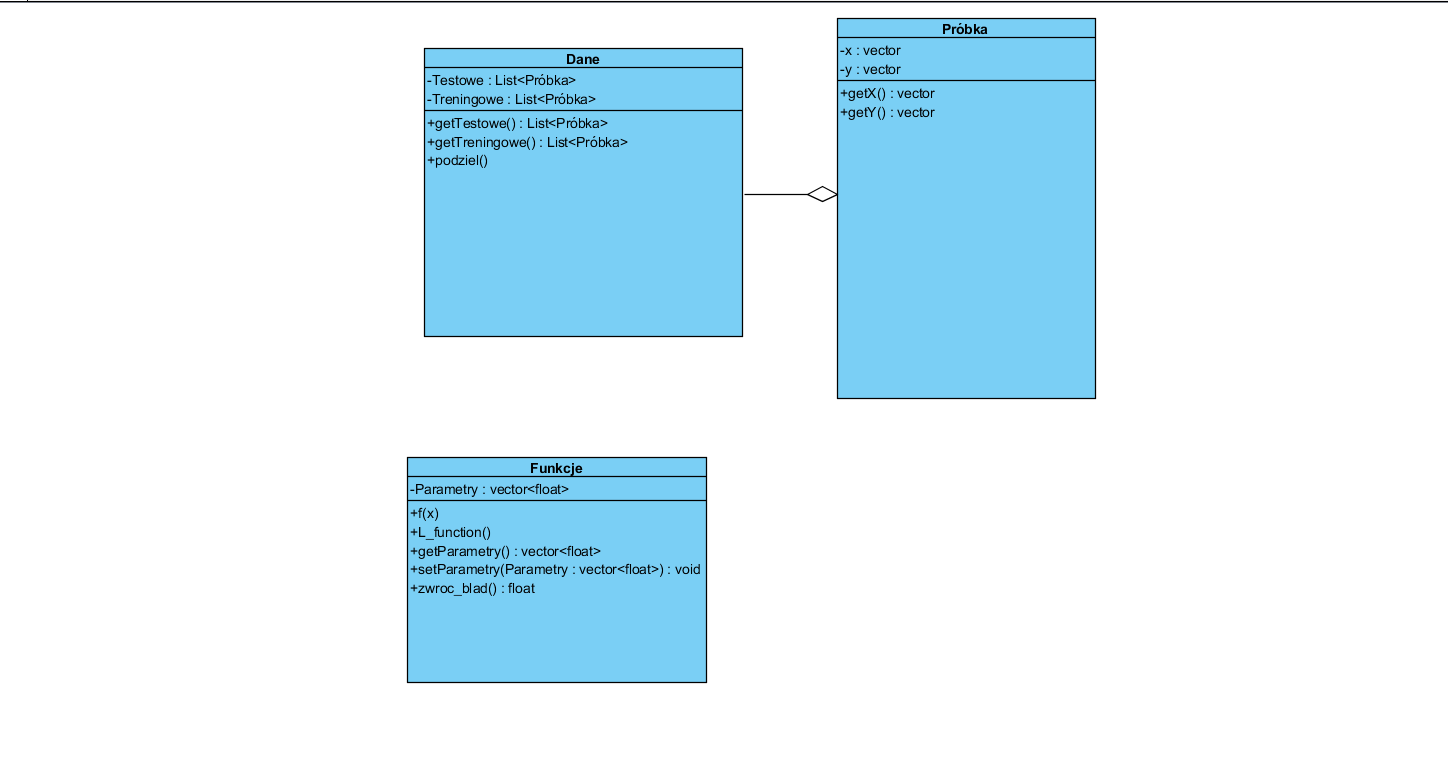 Dane
-Testowe : List<Próbka>
-Treningowe : List<Próbka>
+getTestowe() : List<Próbka>
+getTreningowe() : List<Próbka>
+podziel()
Próbka
-x : vector
-y : vector
+getX() : vector
+getY() : vector
Funkcje
-Parametry : vector<float>
+f(x)
+L_function()
+getParametry() : vector<float>
+setParametry(Parametry : vector<float>) : void
+zwroc_blad() : float